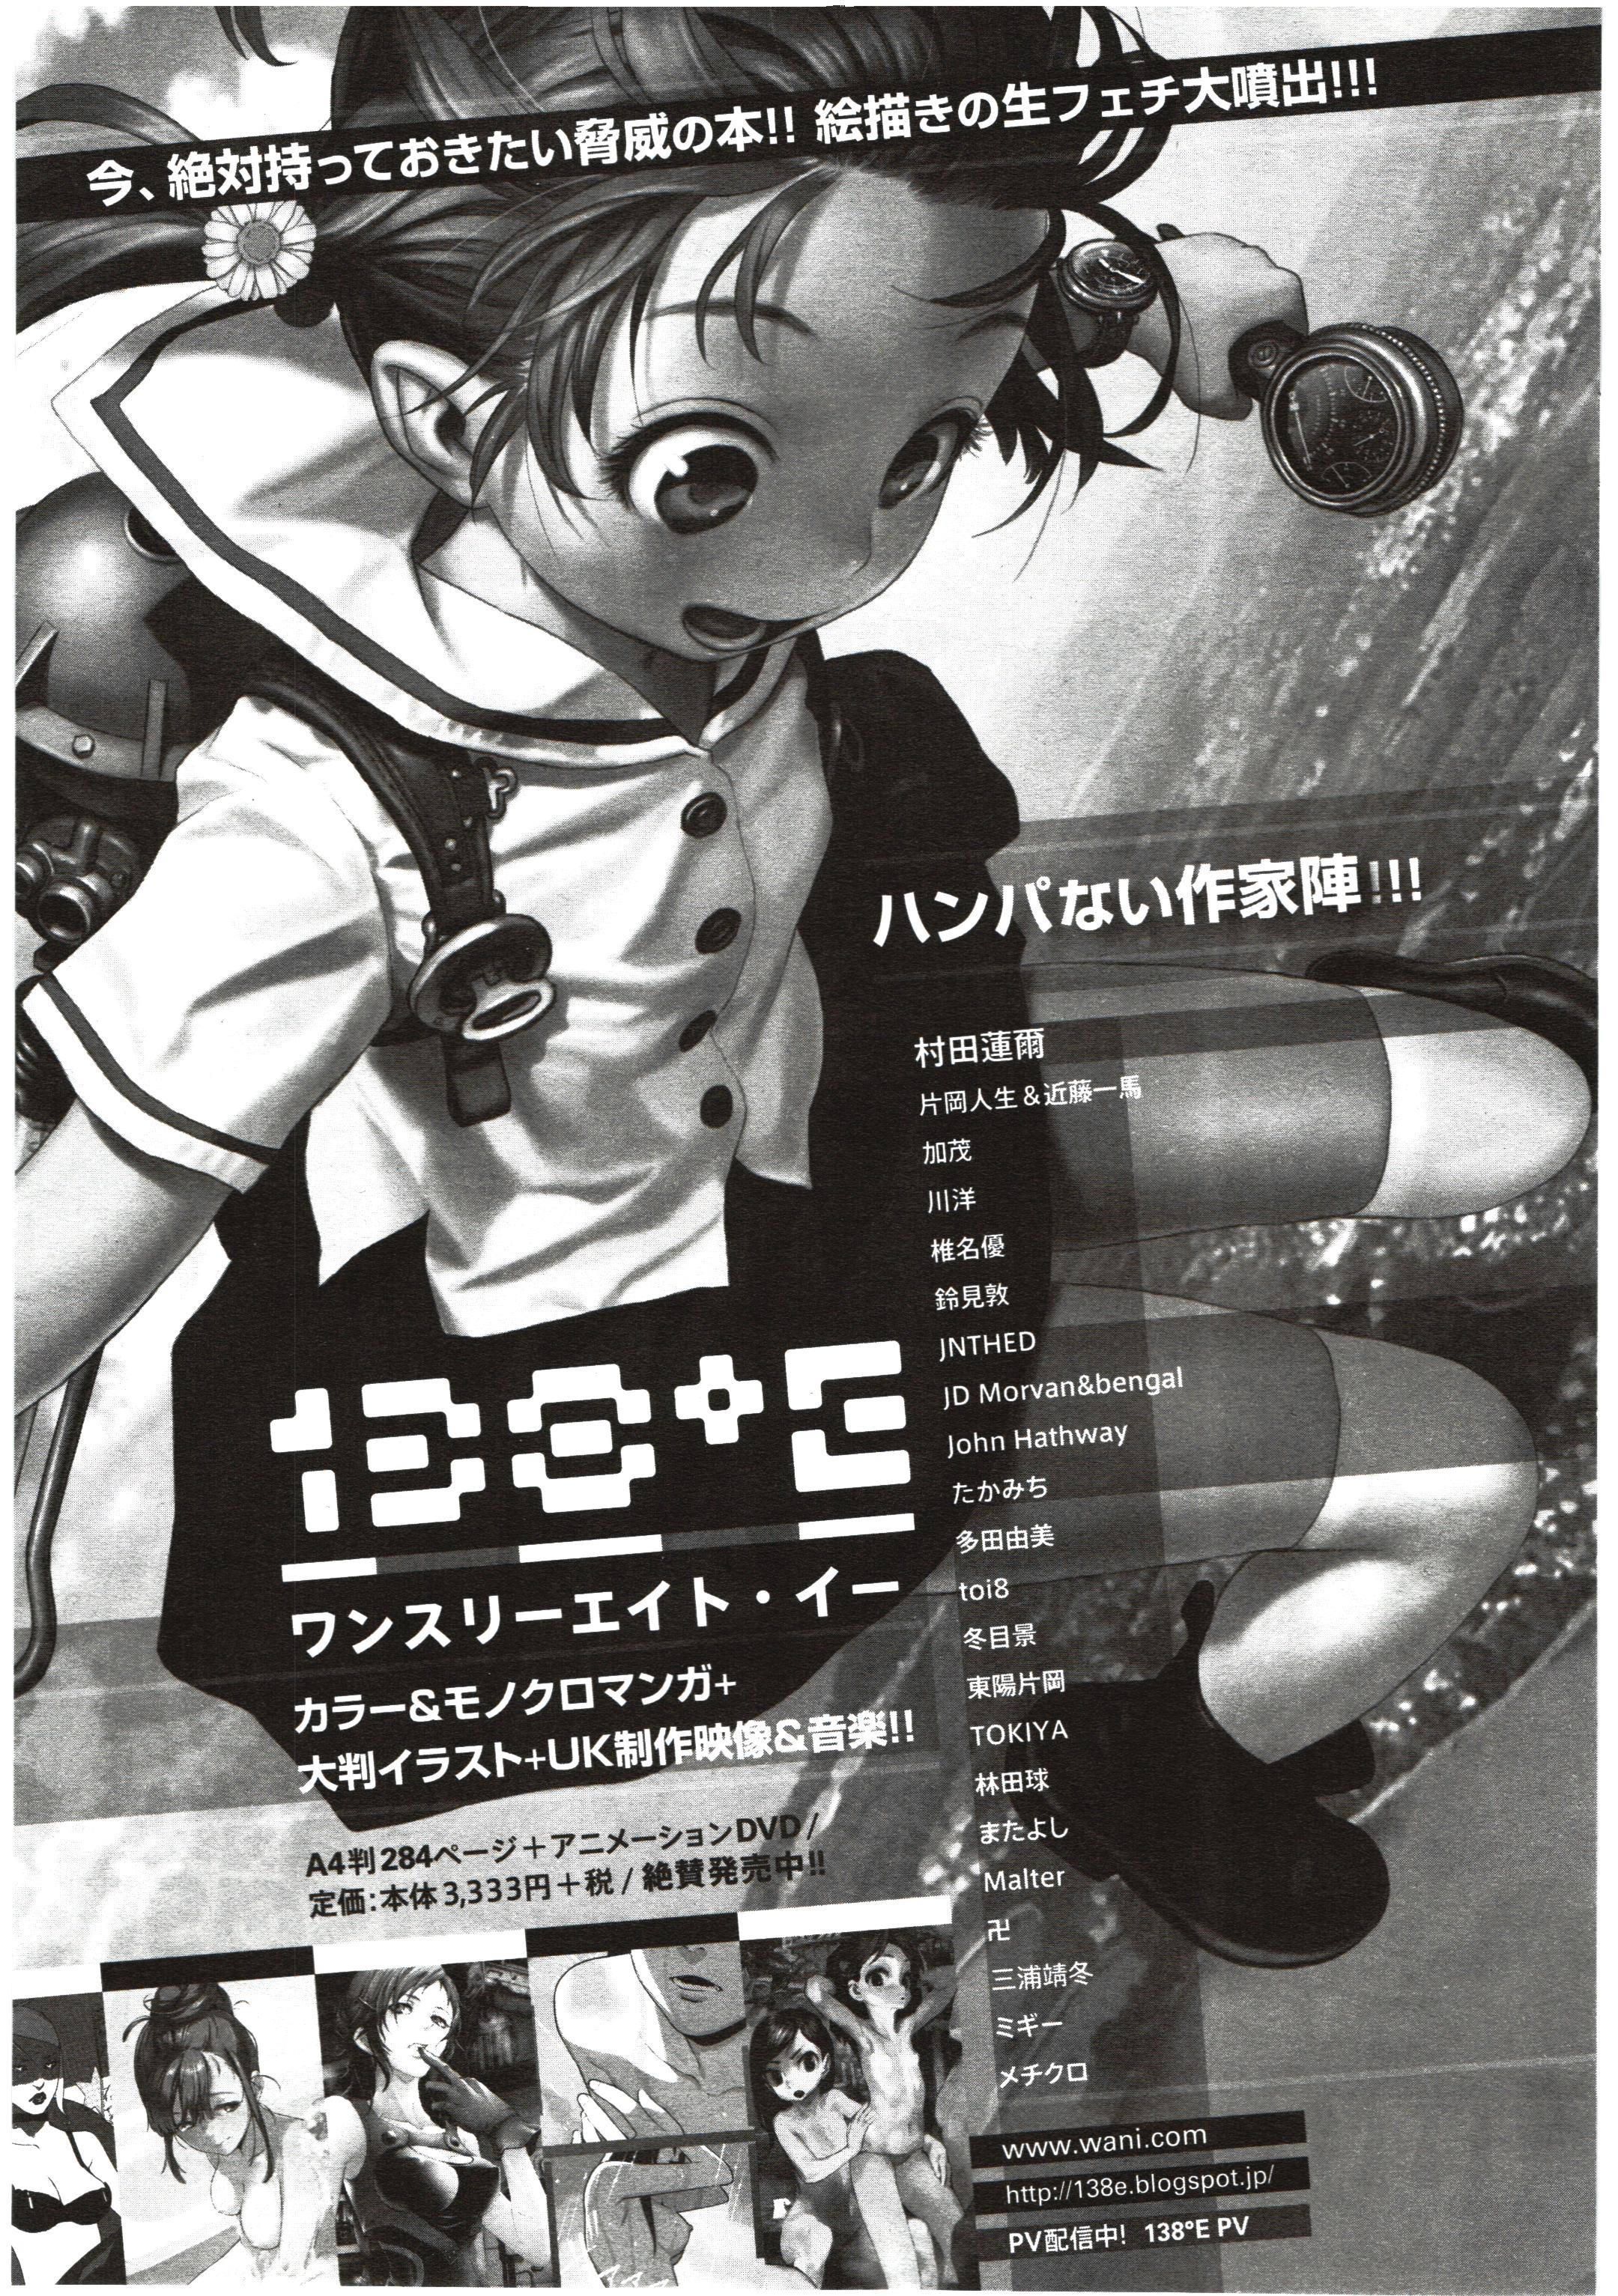 今、絶対持っておきたい脅威の本!! 絵描きの生フェチ大噴出!!!
ハンパない作家陣!!!
村田蓮爾
片岡人生&近藤一馬
加茂
川洋
椎名優
鈴見敦
JNTHED
JD Morvan&bengal
John Hathway
たかみち
多田由美
toi8
冬目景
東陽片岡
TOKIYA
林田球
またよし
Malter
卍
三浦靖冬
ミギー
メチクロ
138°E
ワンスリーエイト・イー
カラー&モノクロマンガ+
大判イラスト+UK制作映像&音楽!!
A4判284ページ+アニメーションDVD/
定価:本体3,333円+税/絶賛発売中!!
www.wani.com
http://138e.blogspot.jp/
PV配信中! 138°E PV